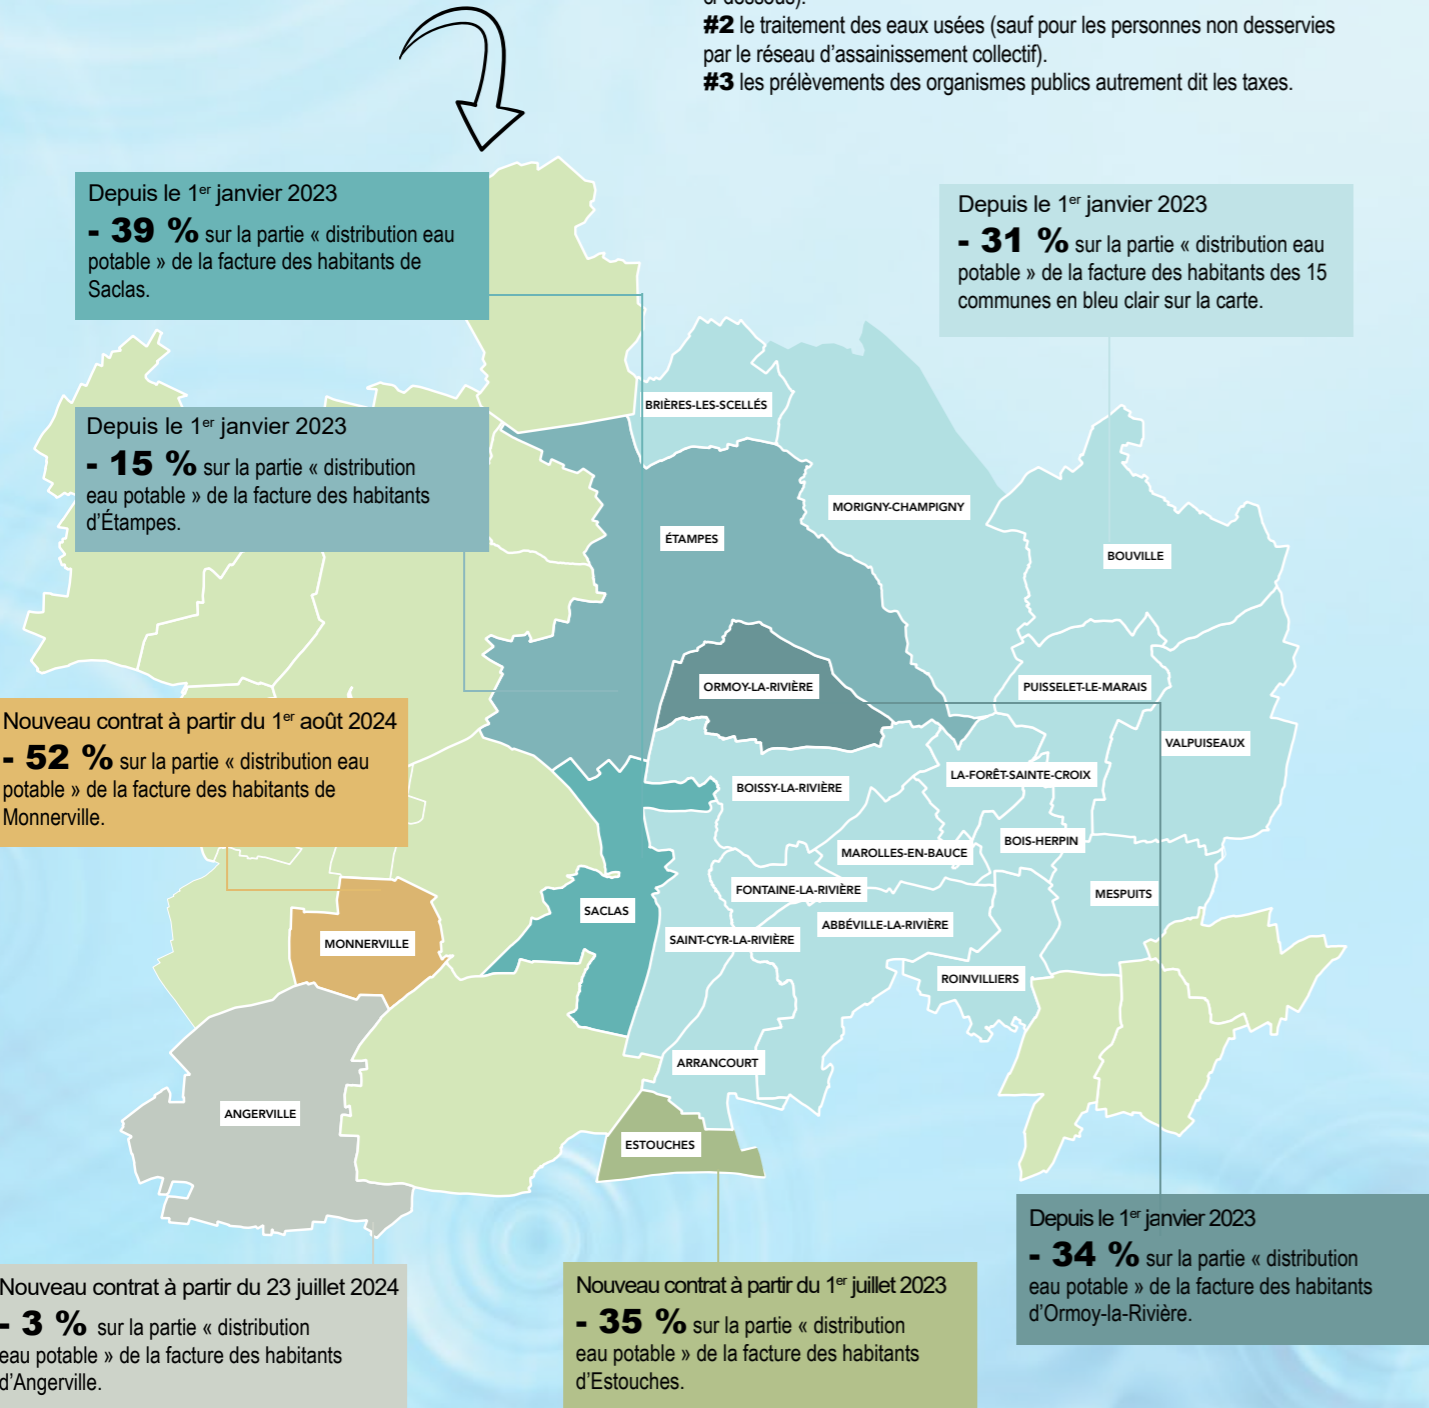 ci-dessous).
#2 le traitement des eaux usées (sauf pour les personnes non desservies
par le réseau d'assainissement collectif).
#3 les prélèvements des organismes publics autrement dit les taxes.
Depuis le 1er janvier 2023
- 39 % sur la partie « distribution eau
potable » de la facture des habitants de
Saclas.
Depuis le 1er janvier 2023
- 31 % sur la partie « distribution eau
potable » de la facture des habitants des 15
communes en bleu clair sur la carte.
Depuis le 1er janvier 2023
- 15 % sur la partie « distribution
eau potable » de la facture des habitants
d'Étampes.
BRIÈRES-LES-SCELLÉS
MORIGNY-CHAMPIGNY
ÉTAMPES
BOUVILLE
ORMOY-LA-RIVIÈRE
PUISSELET-LE-MARAIS
VALPUISEAUX
Nouveau contrat à partir du 1er août 2024
- 52 % sur la partie « distribution eau
potable » de la facture des habitants de
Monnerville.
LA-FORÊT-SAINTE-CROIX
BOISSY-LA-RIVIÈRE
BOIS-HERPIN
MAROLLES-EN-BAUCE
FONTAINE-LA-RIVIÈRE
MESPUITS
SACLAS
ABBÉVILLE-LA-RIVIÈRE
SAINT-CYR-LA-RIVIÈRE
MONNERVILLE
ROINVILLIERS
ARRANCOURT
ANGERVILLE
ESTOUCHES
Depuis le 1er janvier 2023
- 34 % sur la partie « distribution
eau potable » de la facture des habitants
d'Ormoy-la-Rivière.
Nouveau contrat à partir du 23 juillet 2024
- 3 % sur la partie « distribution
eau potable » de la facture des habitants
d'Angerville.
Nouveau contrat à partir du 1er juillet 2023
- 35 % sur la partie « distribution
eau potable » de la facture des habitants
d'Estouches.